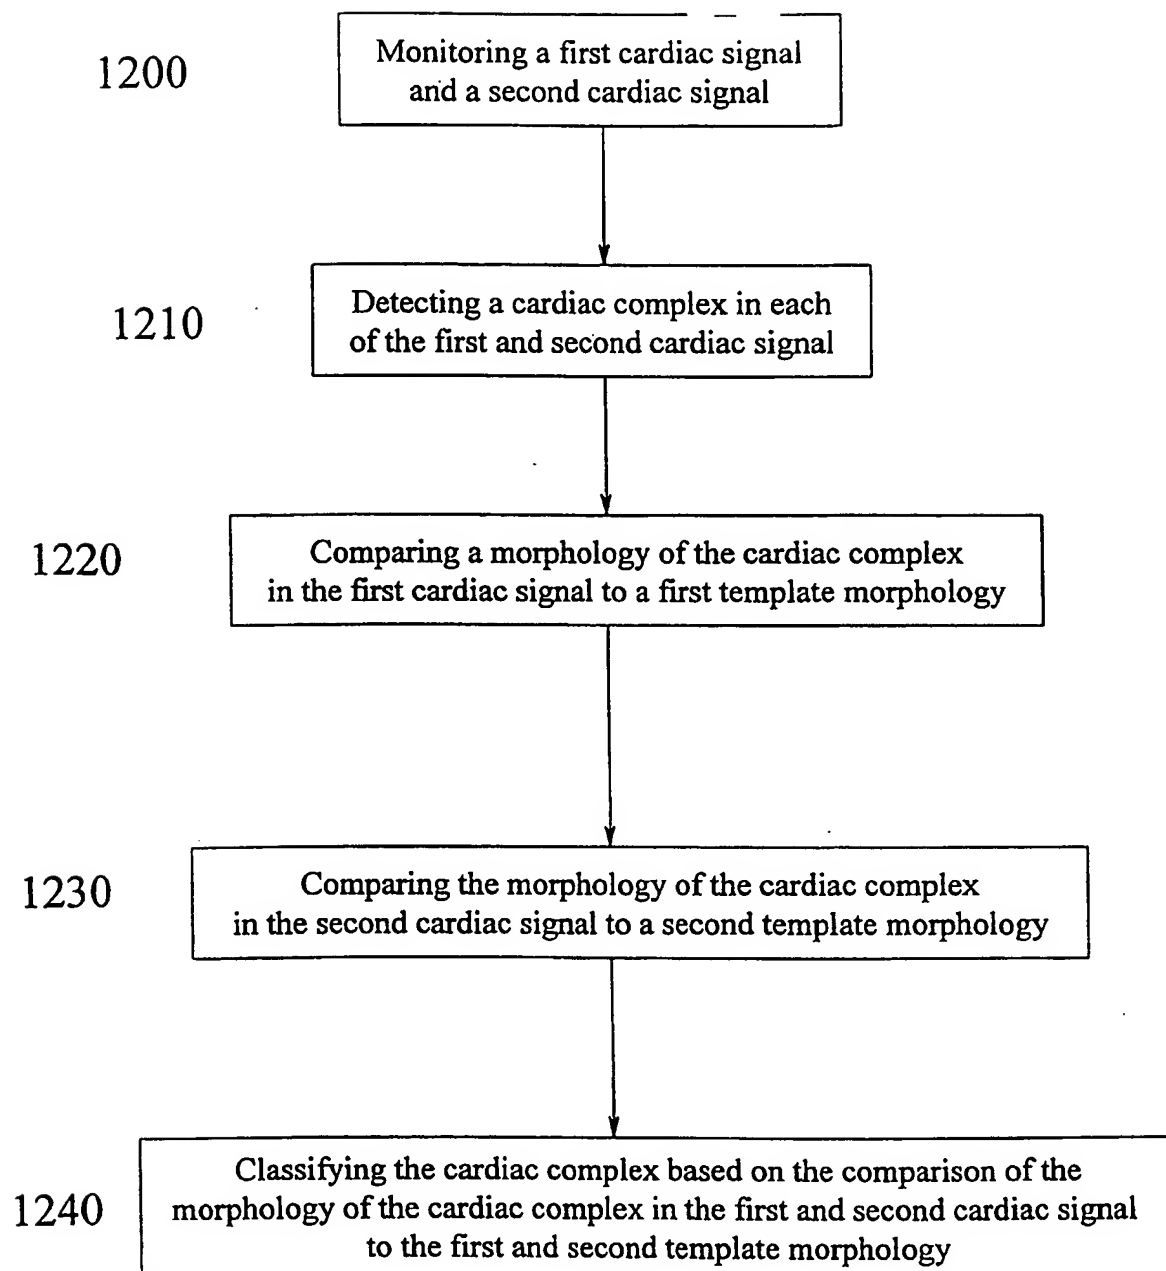 1200
Monitoring a first cardiac signal
and a second cardiac signal
1210
Detecting a cardiac complex in each
of the first and second cardiac signal
1220
Comparing a morphology of the cardiac complex
in the first cardiac signal to a first template morphology
1230
Comparing the morphology of the cardiac complex
in the second cardiac signal to a second template morphology
1240
Classifying the cardiac complex based on the comparison of the
morphology of the cardiac complex in the first and second cardiac signal
to the first and second template morphology